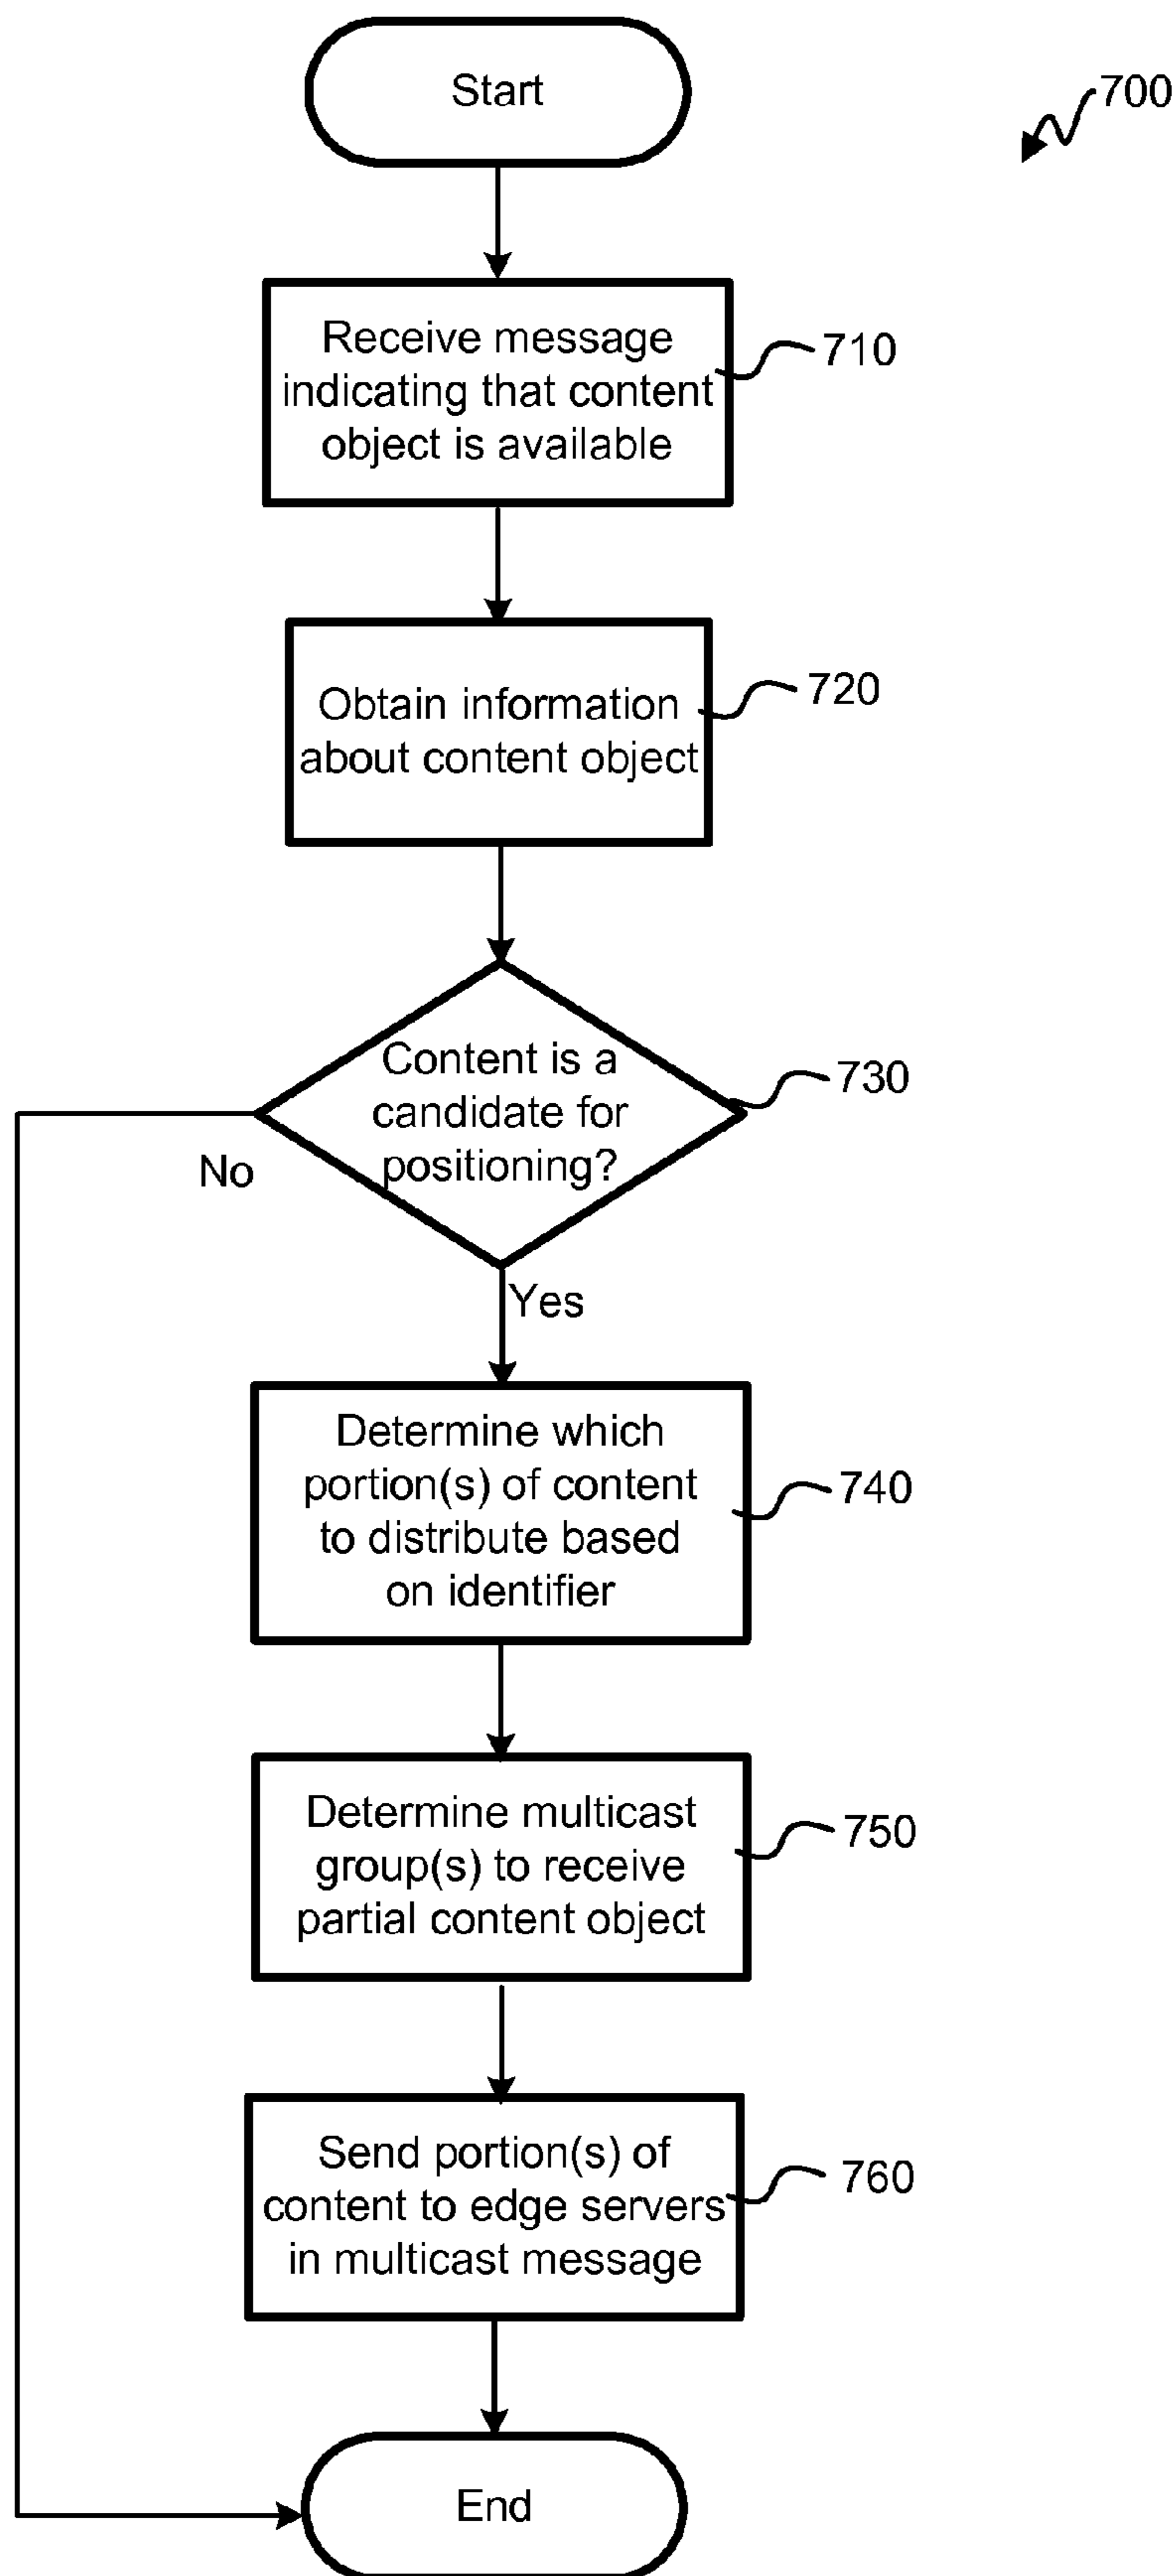 Start
700
Receive message
indicating that content
object is available
710
Obtain information
about content object
720
Content is a
candidate for
positioning?
730
No
Yes
Determine which
portion(s) of content
to distribute based
on identifier
740
Determine multicast
group(s) to receive
partial content object
750
Send portion(s) of
content to edge servers
in multicast message
760
End